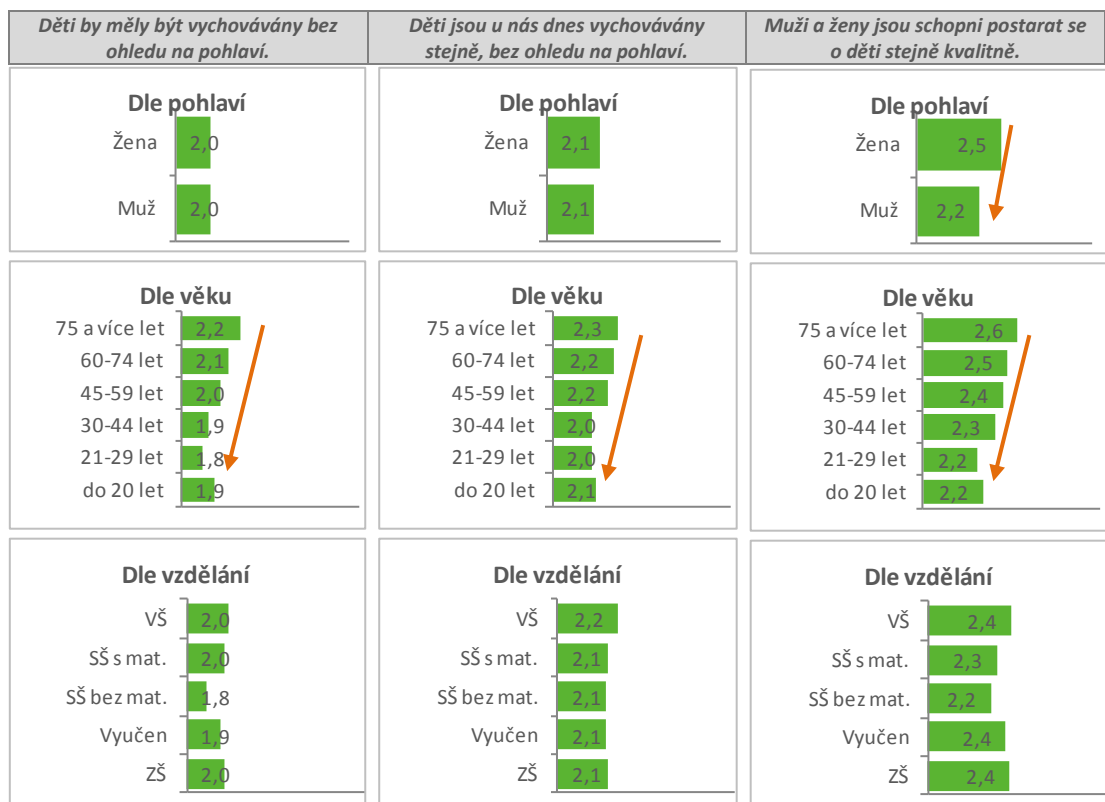 Děti by měly být vychovávány bez
ohledu na pohlaví.
Děti jsou u nás dnes vychovávány
stejně, bez ohledu na pohlaví.
Muži a ženy jsou schopni postarat se
o děti stejně kvalitně.
Dle pohlaví
Žena 2,0
Muž 2,0
Dle pohlaví
Žena 2,1
Muž 2,1
Dle pohlaví
Žena 2,5
Muž 2,2
Dle věku
75 a více let 2,2
60-74 let 2,1
45-59 let 2,0
30-44 let 1,9
21-29 let 1,8
do 20 let 1,9
Dle věku
75 a více let 2,3
60-74 let 2,2
45-59 let 2,2
30-44 let 2,0
21-29 let 2,0
do 20 let 2,1
Dle věku
75 a více let 2,6
60-74 let 2,5
45-59 let 2,4
30-44 let 2,3
21-29 let 2,2
do 20 let 2,2
Dle vzdělání
VŠ 2,0
SŠ s mat. 2,0
SŠ bez mat. 1,8
Vyučen 1,9
ZŠ 2,0
Dle vzdělání
VŠ 2,2
SŠ s mat. 2,1
SŠ bez mat. 2,1
Vyučen 2,1
ZŠ 2,1
Dle vzdělání
VŠ 2,4
SŠ s mat. 2,3
SŠ bez mat. 2,2
Vyučen 2,4
ZŠ 2,4